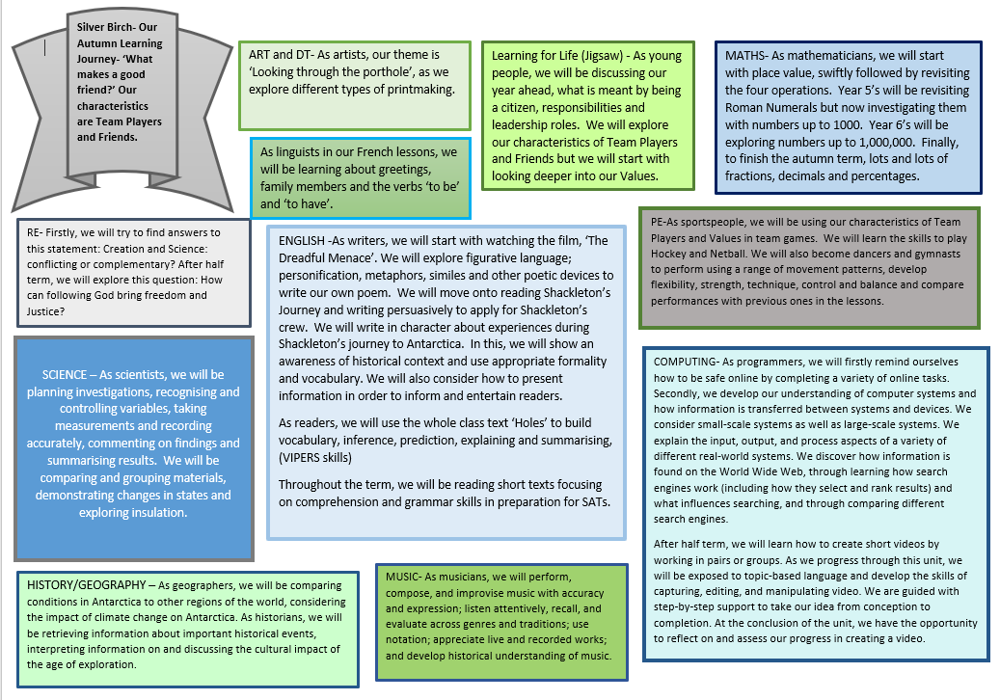 Silver Birch- Our
Autumn Learning
Journey- ‘What
makes a good
friend?’ Our
characteristics
are Team Players
and Friends.
ART and DT- As artists, our theme is
‘Looking through the porthole’, as we
explore different types of printmaking.
As linguists in our French lessons, we
will be learning about greetings,
family members and the verbs ‘to be’
and ‘to have’.
Learning for Life (Jigsaw) - As young
people, we will be discussing our
year ahead, what is meant by being
a citizen, responsibilities and
leadership roles.  We will explore
our characteristics of Team Players
and Friends but we will start with
looking deeper into our Values.
MATHS- As mathematicians, we will start
with place value, swiftly followed by revisiting
the four operations.  Year 5’s will be revisiting
Roman Numerals but now investigating them
with numbers up to 1000.  Year 6’s will be
exploring numbers up to 1,000,000.  Finally,
to finish the autumn term, lots and lots of
fractions, decimals and percentages.
RE- Firstly, we will try to find answers to
this statement: Creation and Science:
conflicting or complementary? After half
term, we will explore this question: How
can following God bring freedom and
Justice?
ENGLISH -As writers, we will start with watching the film, ‘The
Dreadful Menace’. We will explore figurative language;
personification, metaphors, similes and other poetic devices to
write our own poem.  We will move onto reading Shackleton’s
Journey and writing persuasively to apply for Shackleton’s
crew.  We will write in character about experiences during
Shackleton’s journey to Antarctica.  In this, we will show an
awareness of historical context and use appropriate formality
and vocabulary. We will also consider how to present
information in order to inform and entertain readers.
As readers, we will use the whole class text ‘Holes’ to build
vocabulary, inference, prediction, explaining and summarising,
(VIPERS skills)
Throughout the term, we will be reading short texts focusing
on comprehension and grammar skills in preparation for SATs.
PE-As sportspeople, we will be using our characteristics of Team
Players and Values in team games.  We will learn the skills to play
Hockey and Netball. We will also become dancers and gymnasts
to perform using a range of movement patterns, develop
flexibility, strength, technique, control and balance and compare
performances with previous ones in the lessons.
SCIENCE – As scientists, we will be
planning investigations, recognising and
controlling variables, taking
measurements and recording
accurately, commenting on findings and
summarising results.  We will be
comparing and grouping materials,
demonstrating changes in states and
exploring insulation.
COMPUTING- As programmers, we will firstly remind ourselves
how to be safe online by completing a variety of online tasks.
Secondly, we develop our understanding of computer systems and
how information is transferred between systems and devices. We
consider small-scale systems as well as large-scale systems. We
explain the input, output, and process aspects of a variety of
different real-world systems. We discover how information is
found on the World Wide Web, through learning how search
engines work (including how they select and rank results) and
what influences searching, and through comparing different
search engines.
After half term, we will learn how to create short videos by
working in pairs or groups. As we progress through this unit, we
will be exposed to topic-based language and develop the skills of
capturing, editing, and manipulating video. We are guided with
step-by-step support to take our idea from conception to
completion. At the conclusion of the unit, we have the opportunity
to reflect on and assess our progress in creating a video.
HISTORY/GEOGRAPHY – As geographers, we will be comparing
conditions in Antarctica to other regions of the world, considering
the impact of climate change on Antarctica. As historians, we will
be retrieving information about important historical events,
interpreting information on and discussing the cultural impact of
the age of exploration.
MUSIC- As musicians, we will perform,
compose, and improvise music with accuracy
and expression; listen attentively, recall, and
evaluate across genres and traditions; use
notation; appreciate live and recorded works;
and develop historical understanding of music.